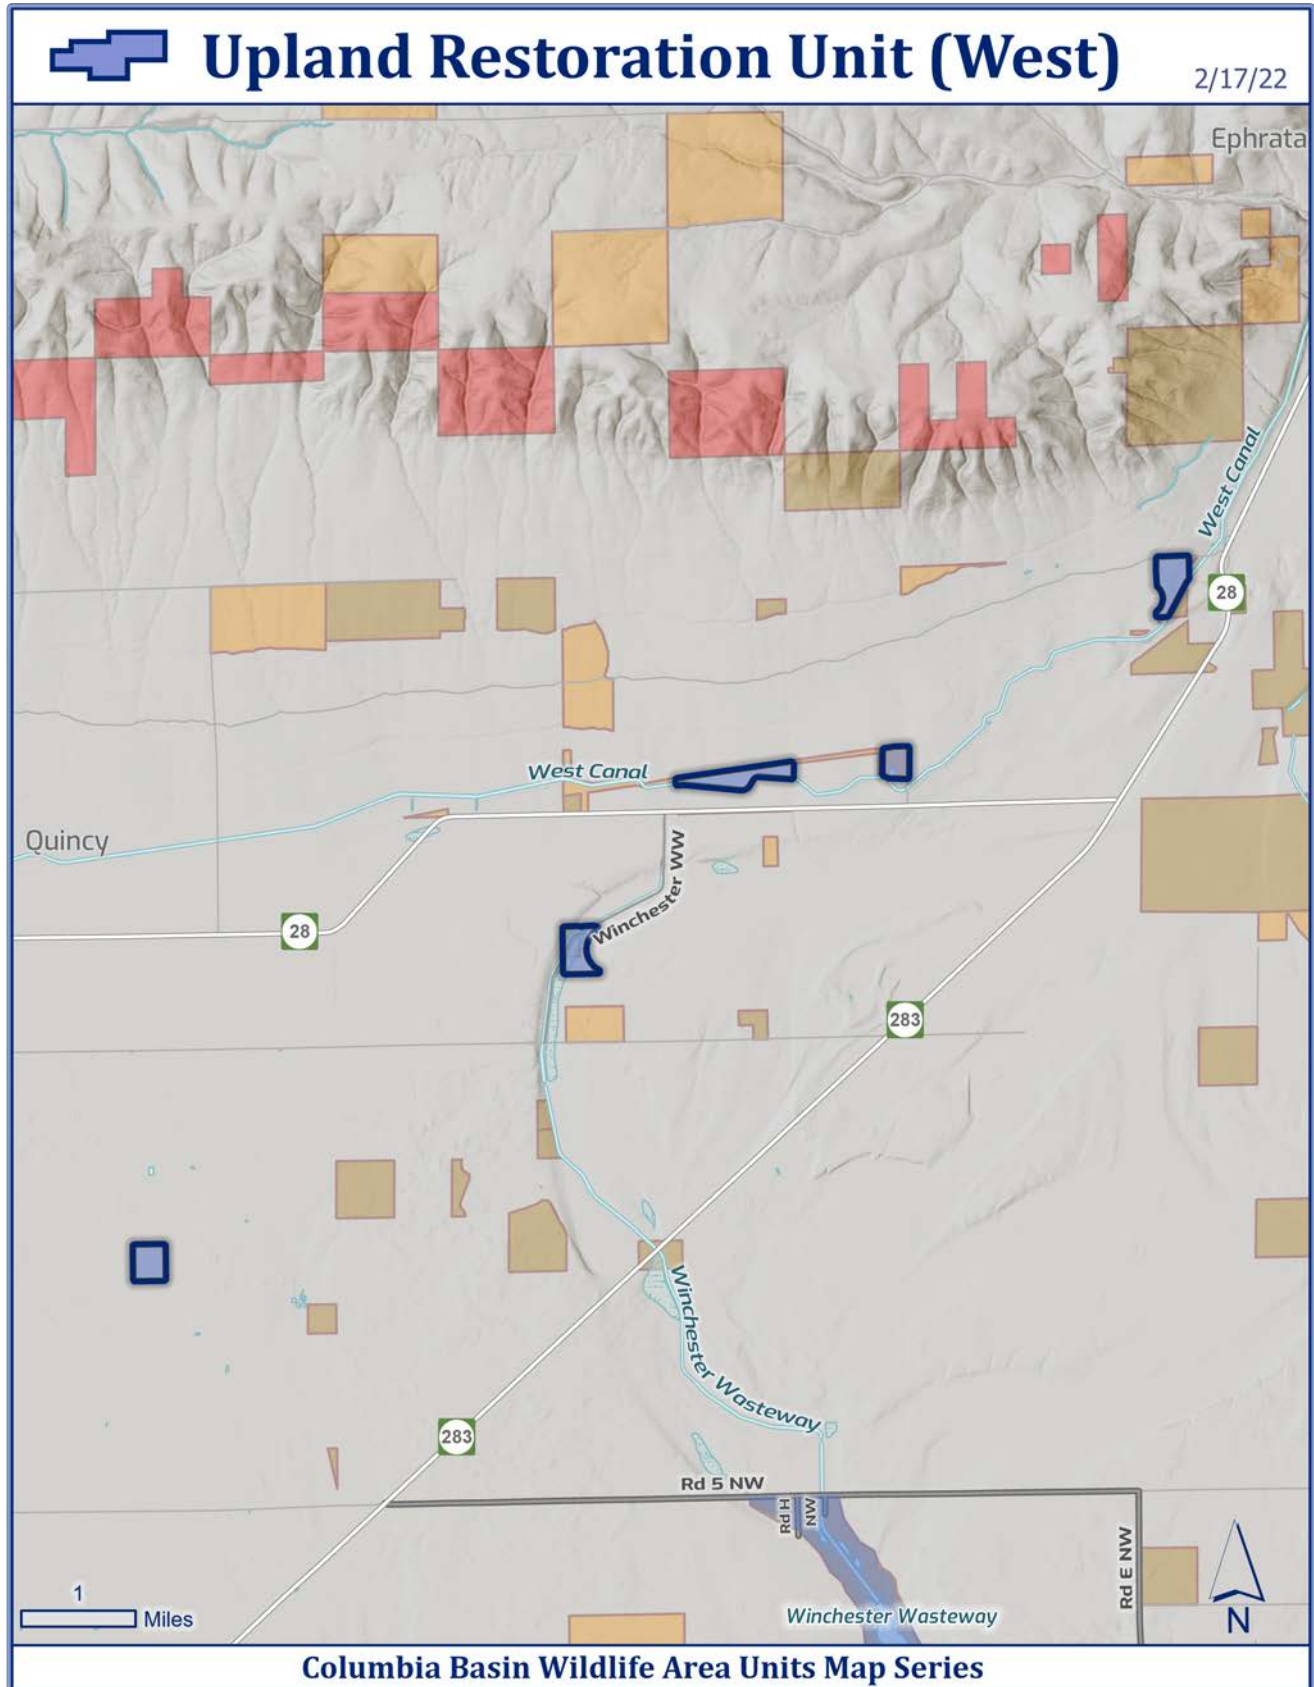 Upland Restoration Unit (West)
2/17/22
Ephrata
West Canal
28
West Canal
Quincy
Winchester WW
28
283
Winchester Wasteway
283
Rd 5 NW
Rd H
NW
Rd E NW
1
Miles
Winchester Wasteway
N
Columbia Basin Wildlife Area Units Map Series